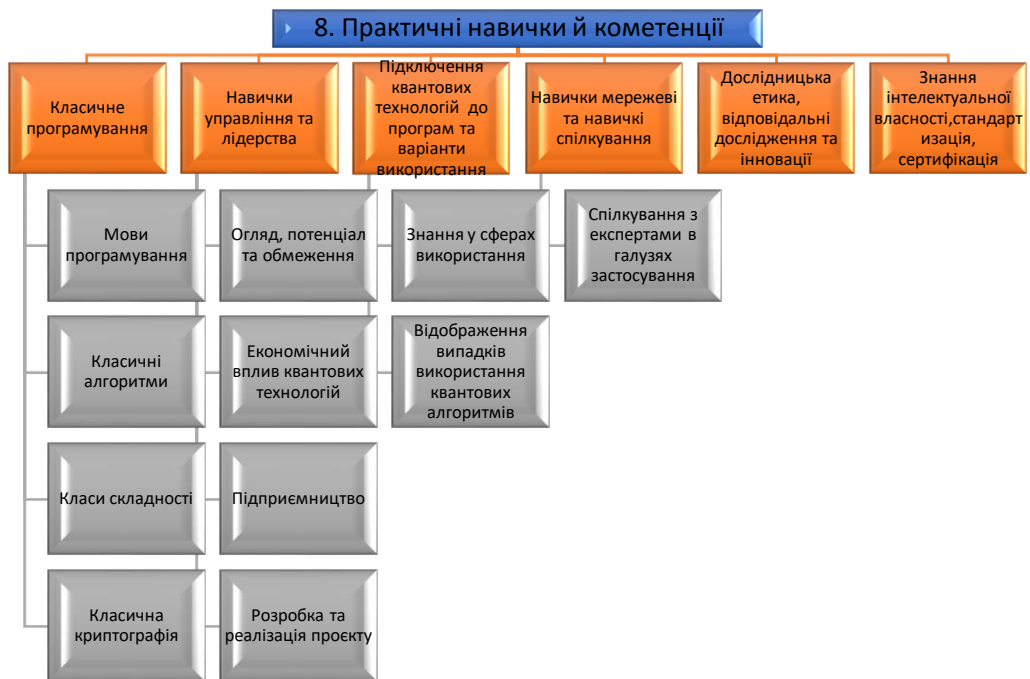 8. Практичні навички й кометенції
Класичне
програмування
Навички
управління та
лідерства
Підключення
квантових
технологій до
програм та
варіанти
використання
Навички мережеві
та навичкі
спілкування
Дослідницька
етика,
відповідальні
дослідження та
інновації
Знання
інтелектуальної
власності,стандарт
изація,
сертифікація
Мови
програмування
Огляд, потенціал
та обмеження
Знання у сферах
використання
Спілкування з
експертами в
галузях
застосування
Класичні
алгоритми
Економічний
вплив квантових
технологій
Відображення
випадків
використання
квантових
алгоритмів
Класи складності
Підприємництво
Класична
криптографія
Розробка та
реалізація проєкту